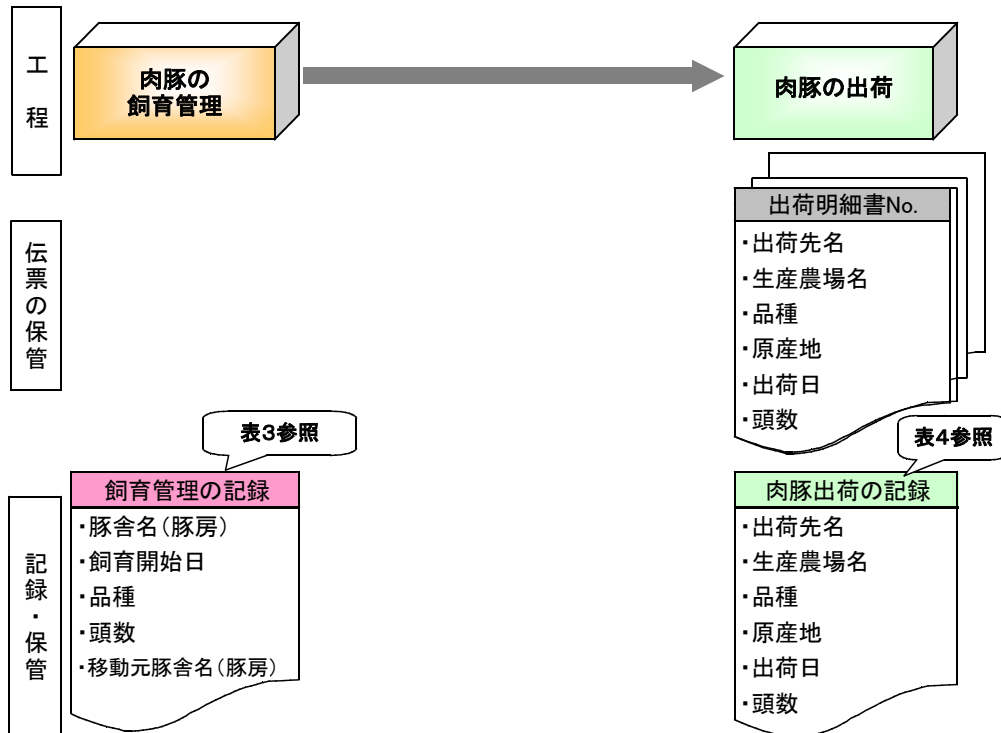 工程
肉豚の
飼育管理
肉豚の出荷
伝票の保管
出荷明細書No.
・出荷先名
・生産農場名
・品種
・原産地
・出荷日
・頭数
表3参照
表4参照
記録・保管
飼育管理の記録
・豚舎名(豚房)
・飼育開始日
・品種
・頭数
・移動元豚舎名(豚房)
肉豚出荷の記録
・出荷先名
・生産農場名
・品種
・原産地
・出荷日
・頭数